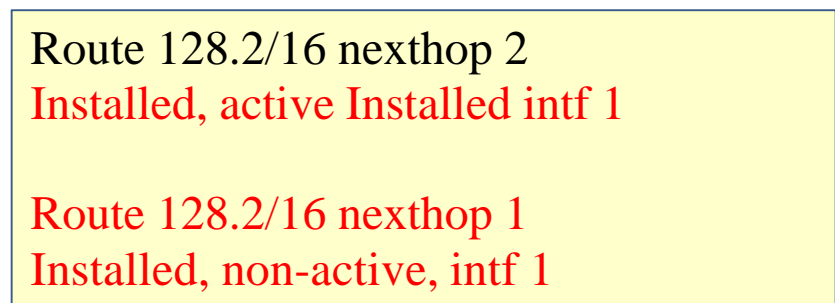 Route 128.2/16 nexthop 2
Installed, active Installed intf 1
Route 128.2/16 nexthop 1
Installed, non-active, intf 1